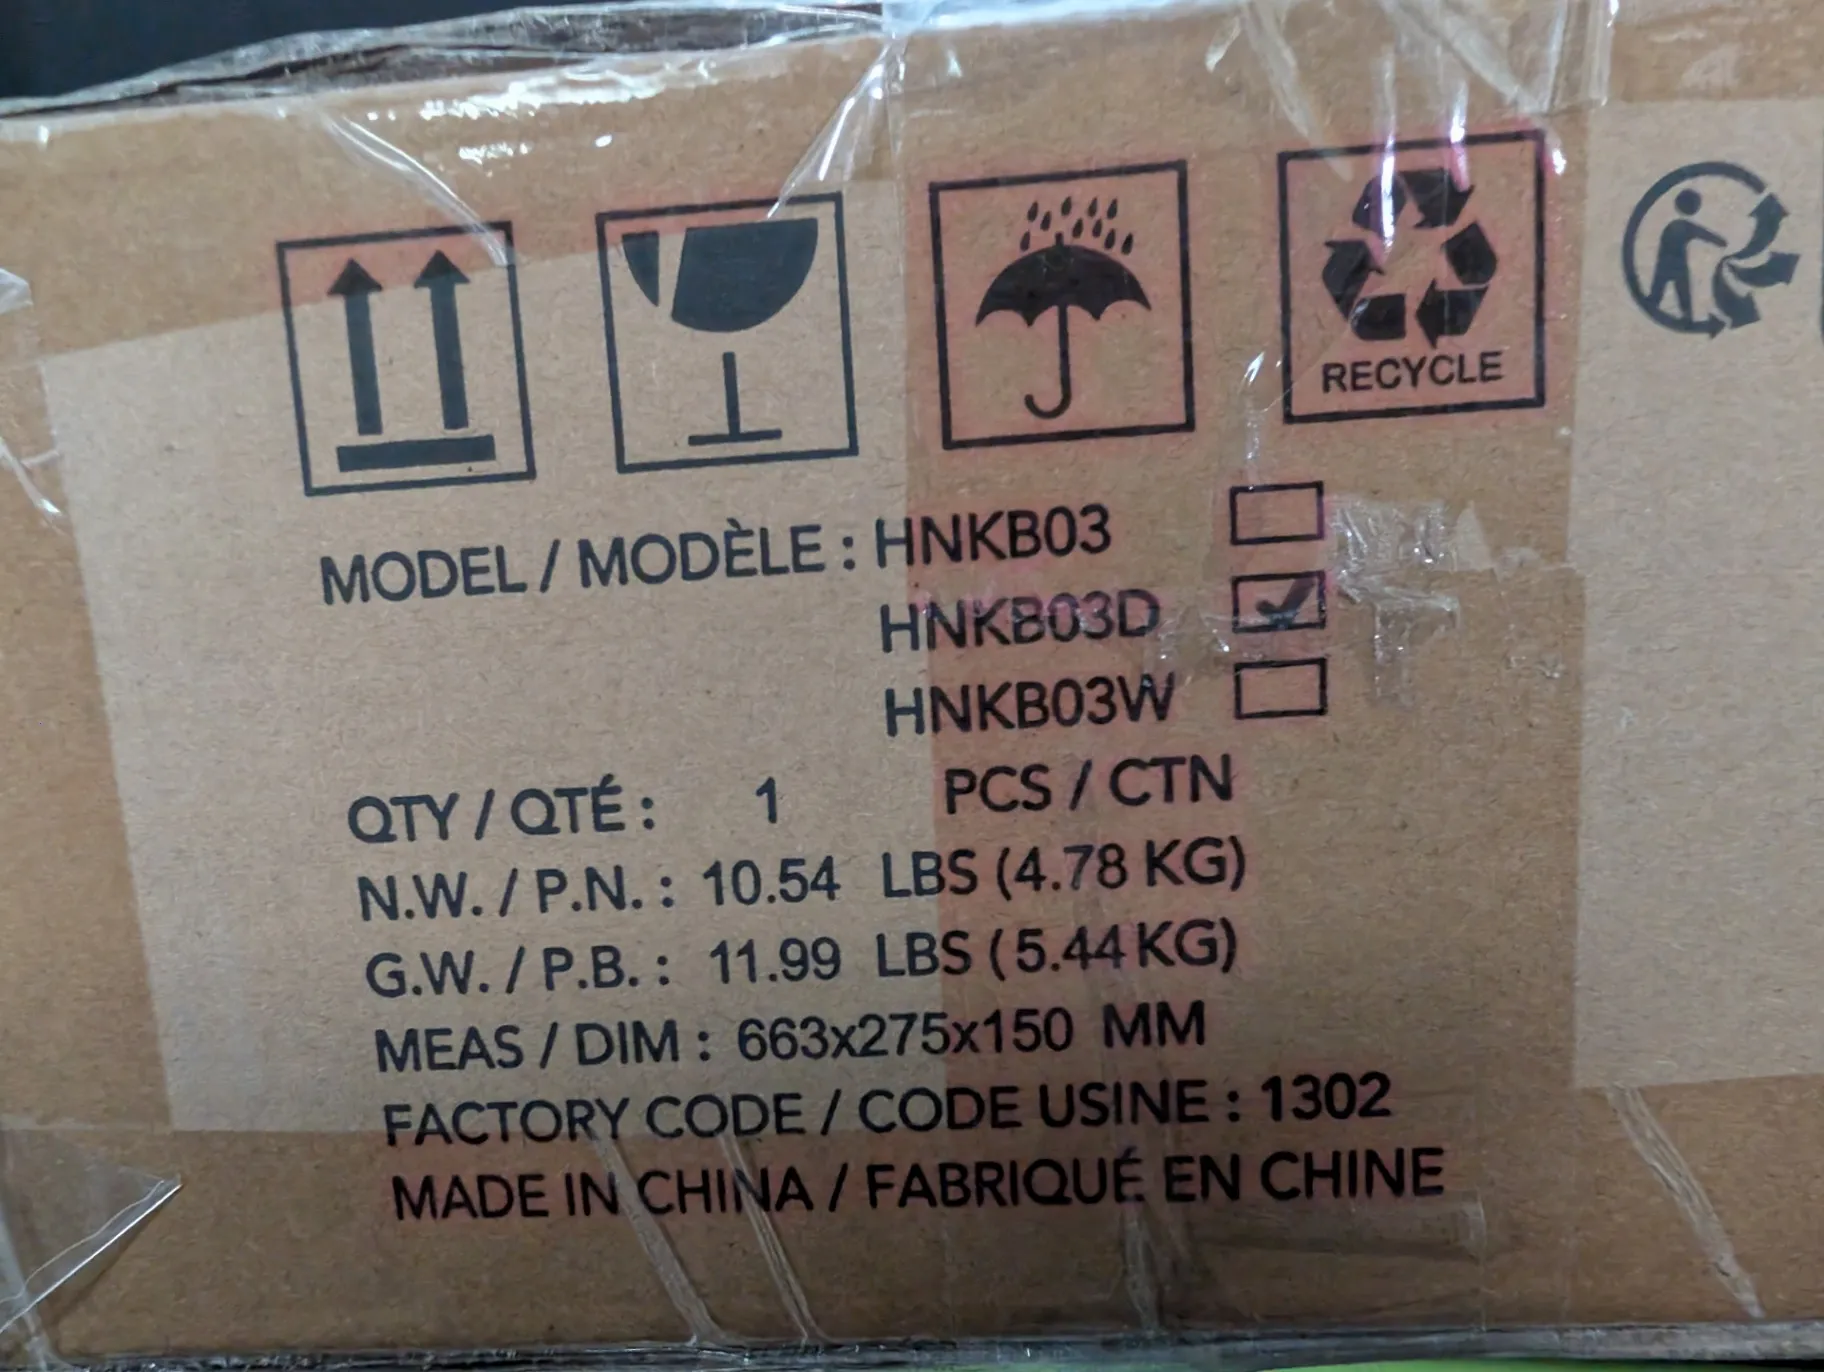 RECYCLE
MODEL / MODÈLE : HNKB03
HNKB03D
HNKB03W
QTY / QTÉ : 1 PCS / CTN
N.W. / P.N. : 10.54 LBS (4.78 KG)
G.W. / P.B. : 11.99 LBS (5.44 KG)
MEAS / DIM : 663x275x150 MM
FACTORY CODE / CODE USINE : 1302
MADE IN CHINA / FABRIQUÉ EN CHINE